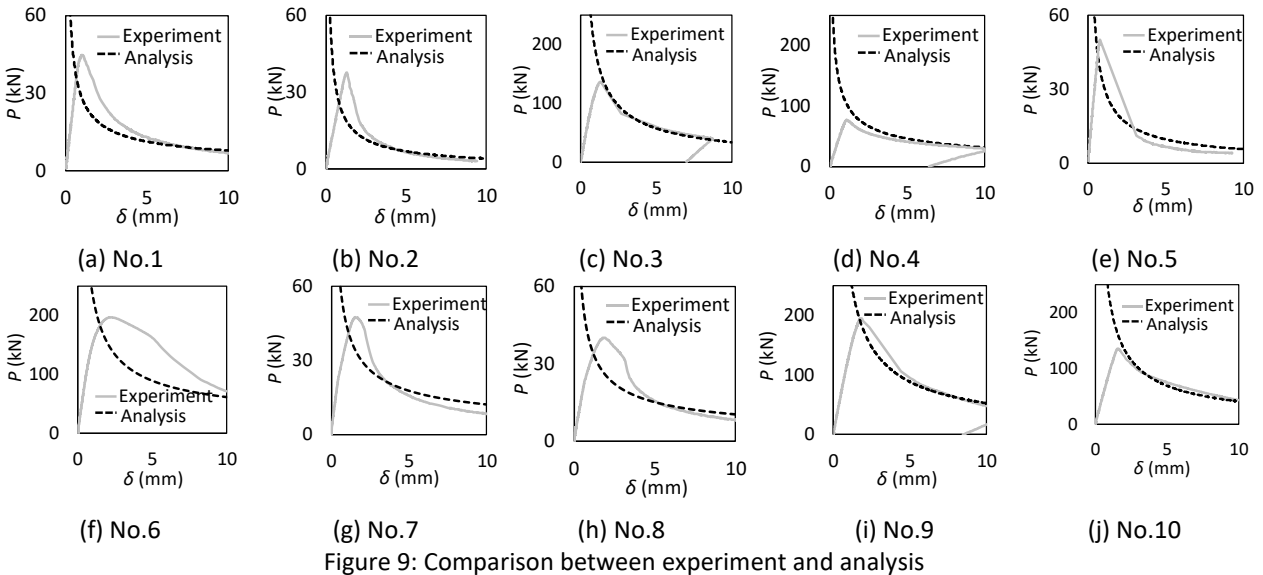 60
30
0
P (kN)
Experiment
Analysis
0 5 10
δ (mm)
(a) No.1
60
30
0
P (kN)
Experiment
Analysis
0 5 10
δ (mm)
(b) No.2
200
100
0
P (kN)
Experiment
Analysis
0 5 10
δ (mm)
(c) No.3
200
100
0
P (kN)
Experiment
Analysis
0 5 10
δ (mm)
(d) No.4
60
30
0
P (kN)
Experiment
Analysis
0 5 10
δ (mm)
(e) No.5
200
100
0
P (kN)
Experiment
Analysis
0 5 10
δ (mm)
(f) No.6
60
30
0
P (kN)
Experiment
Analysis
0 5 10
δ (mm)
(g) No.7
60
30
0
P (kN)
Experiment
Analysis
0 5 10
δ (mm)
(h) No.8
200
100
0
P (kN)
Experiment
Analysis
0 5 10
δ (mm)
(i) No.9
200
100
0
P (kN)
Experiment
Analysis
0 5 10
δ (mm)
(j) No.10
Figure 9: Comparison between experiment and analysis